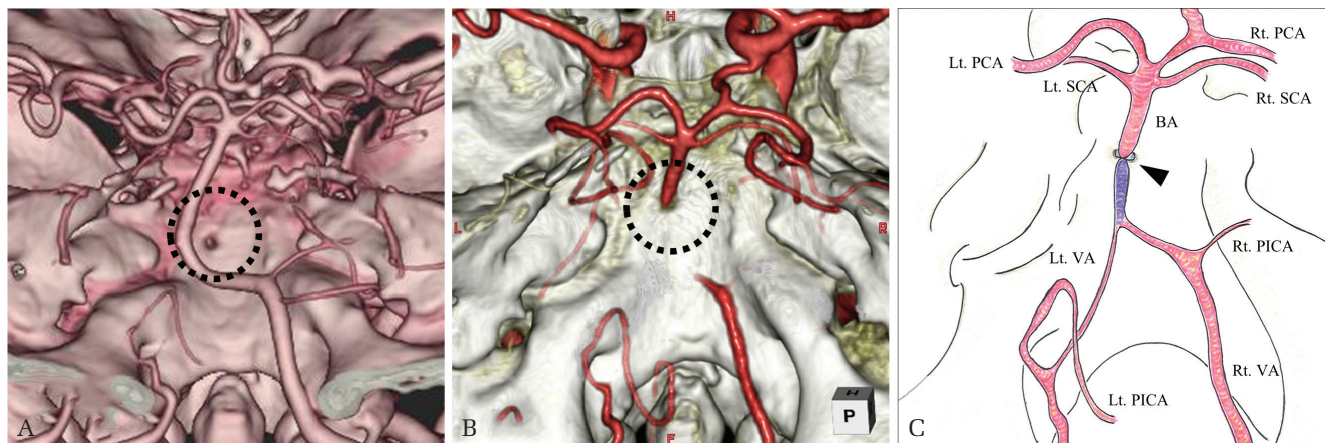 A
H
L
R
F
H
P
B
Rt. PCA
Lt. PCA
Lt. SCA
Rt. SCA
BA
Rt. PICA
Lt. VA
Rt. VA
Lt. PICA
C